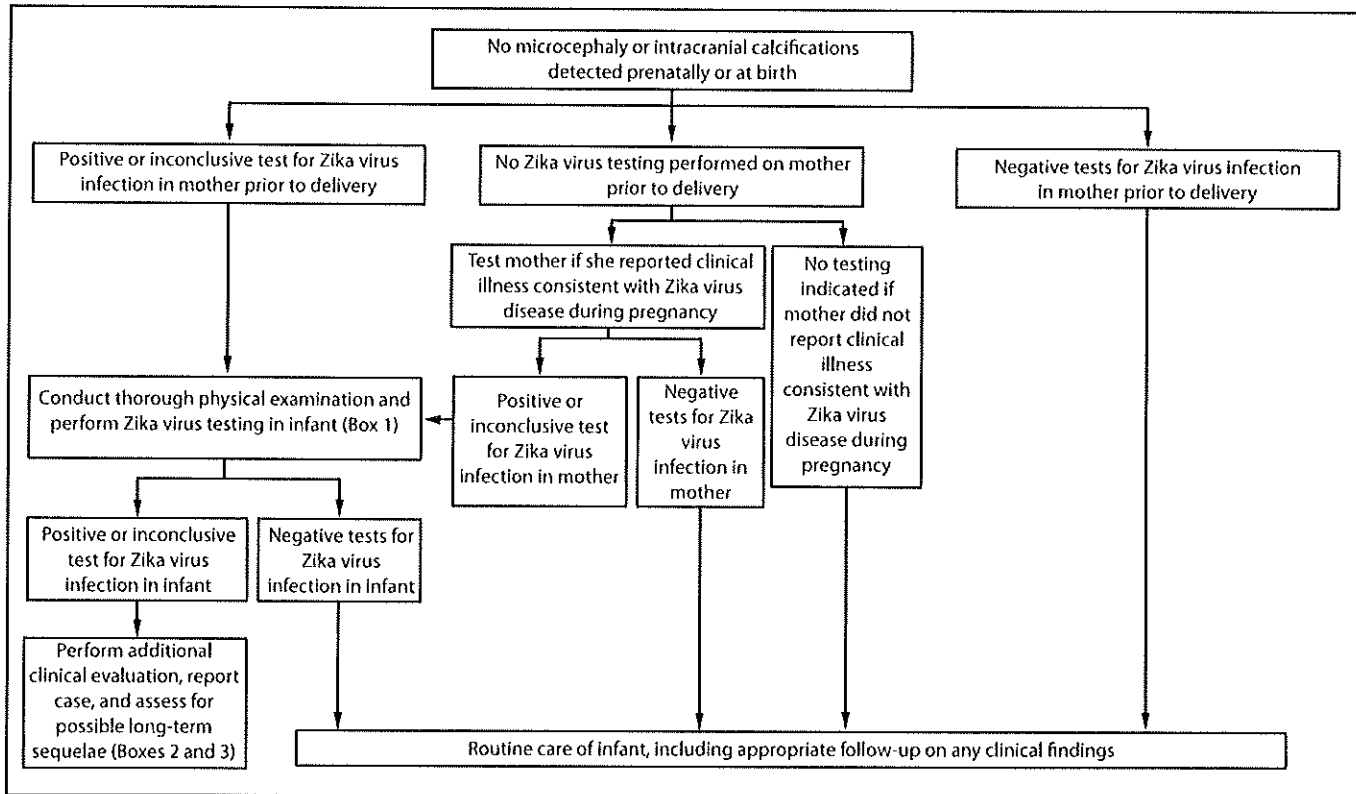 No microcephaly or intracranial calcifications
detected prenatally or at birth
Positive or inconclusive test for Zika virus
infection in mother prior to delivery
No Zika virus testing performed on mother
prior to delivery
Negative tests for Zika virus infection
in mother prior to delivery
Test mother if she reported clinical
illness consistent with Zika virus
disease during pregnancy
No testing
indicated if
mother did not
report clinical
illness
consistent with
Zika virus
disease during
pregnancy
Conduct thorough physical examination and
perform Zika virus testing in infant (Box 1)
Positive or
inconclusive test
for Zika virus
infection in mother
Negative
tests for Zika
virus
infection in
mother
Positive or inconclusive
test for Zika virus
infection in infant
Negative tests for
Zika virus
infection in infant
Perform additional
clinical evaluation, report
case, and assess for
possible long-term
sequelae (Boxes 2 and 3)
Routine care of infant, including appropriate follow-up on any clinical findings